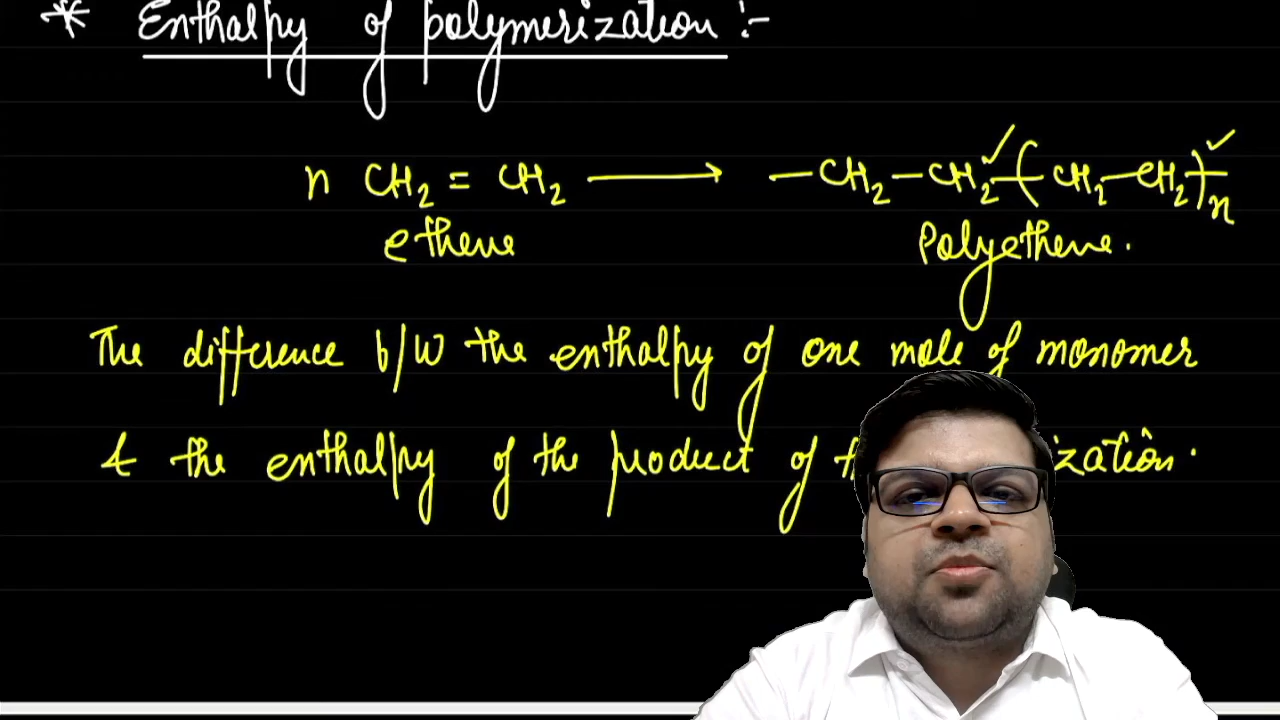 * Enthalpy of polymerization :-
n CH₂ = CH₂ ⟶ — CH₂ — CH₂ —( CH₂ — CH₂ )—n
ethene Polyethene.
The difference b/w the enthalpy of one mole of monomer
& the enthalpy of the product of